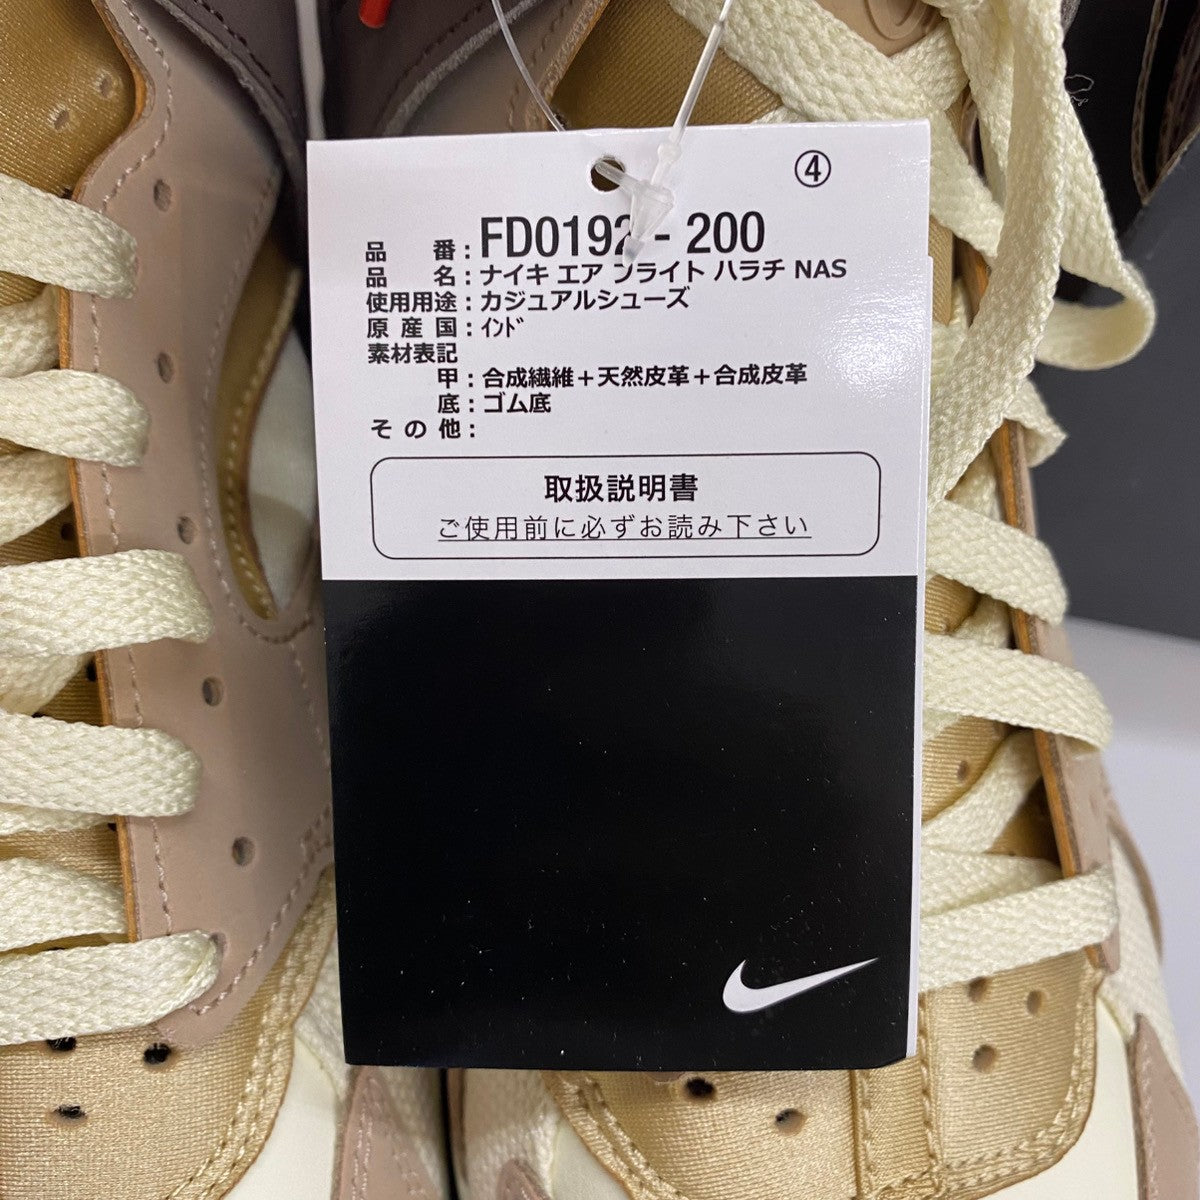 ④
品 番：FD0192-200
品 名：ナイキ エア フライト ハラチ NAS
使用用途：カジュアルシューズ
原 産 国：ｲﾝﾄﾞ
素材表記
甲：合成繊維＋天然皮革＋合成皮革
底：ゴム底
そ の 他：
取扱説明書
ご使用前に必ずお読み下さい